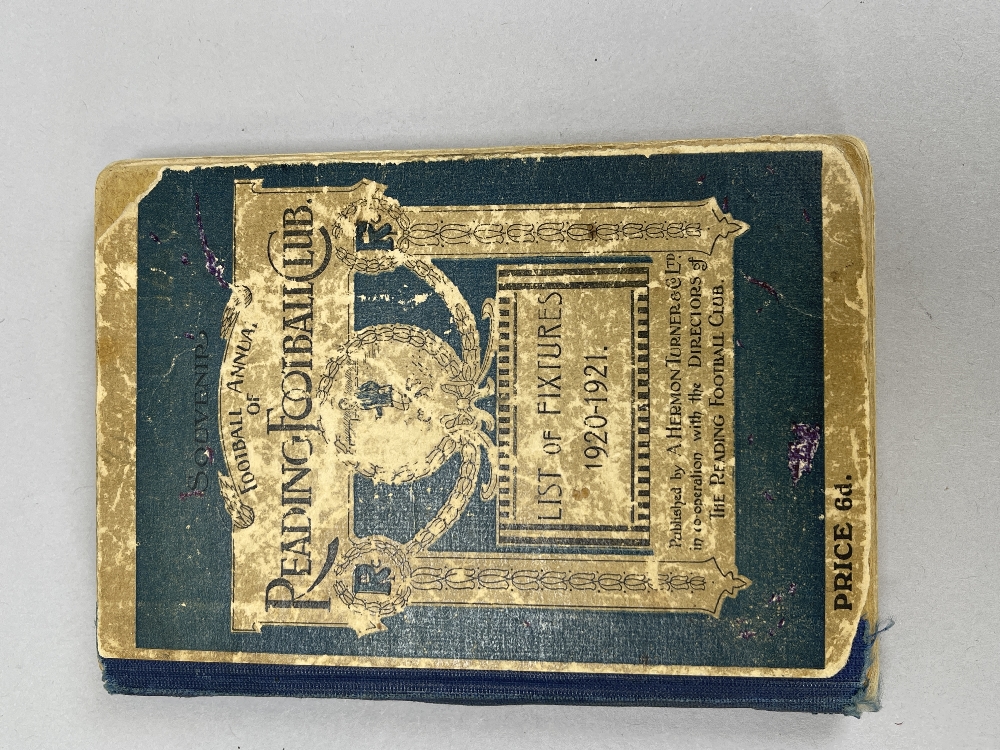 SOUVENIR
FOOTBALL ANNUAL
OF
READING FOOTBALL CLUB.
R
R
LIST OF FIXTURES
1920-1921.
Published by A HERMON TURNER & Co LTD.
in co-operation with the DIRECTORS of
THE READING FOOTBALL CLUB.
PRICE 6d.